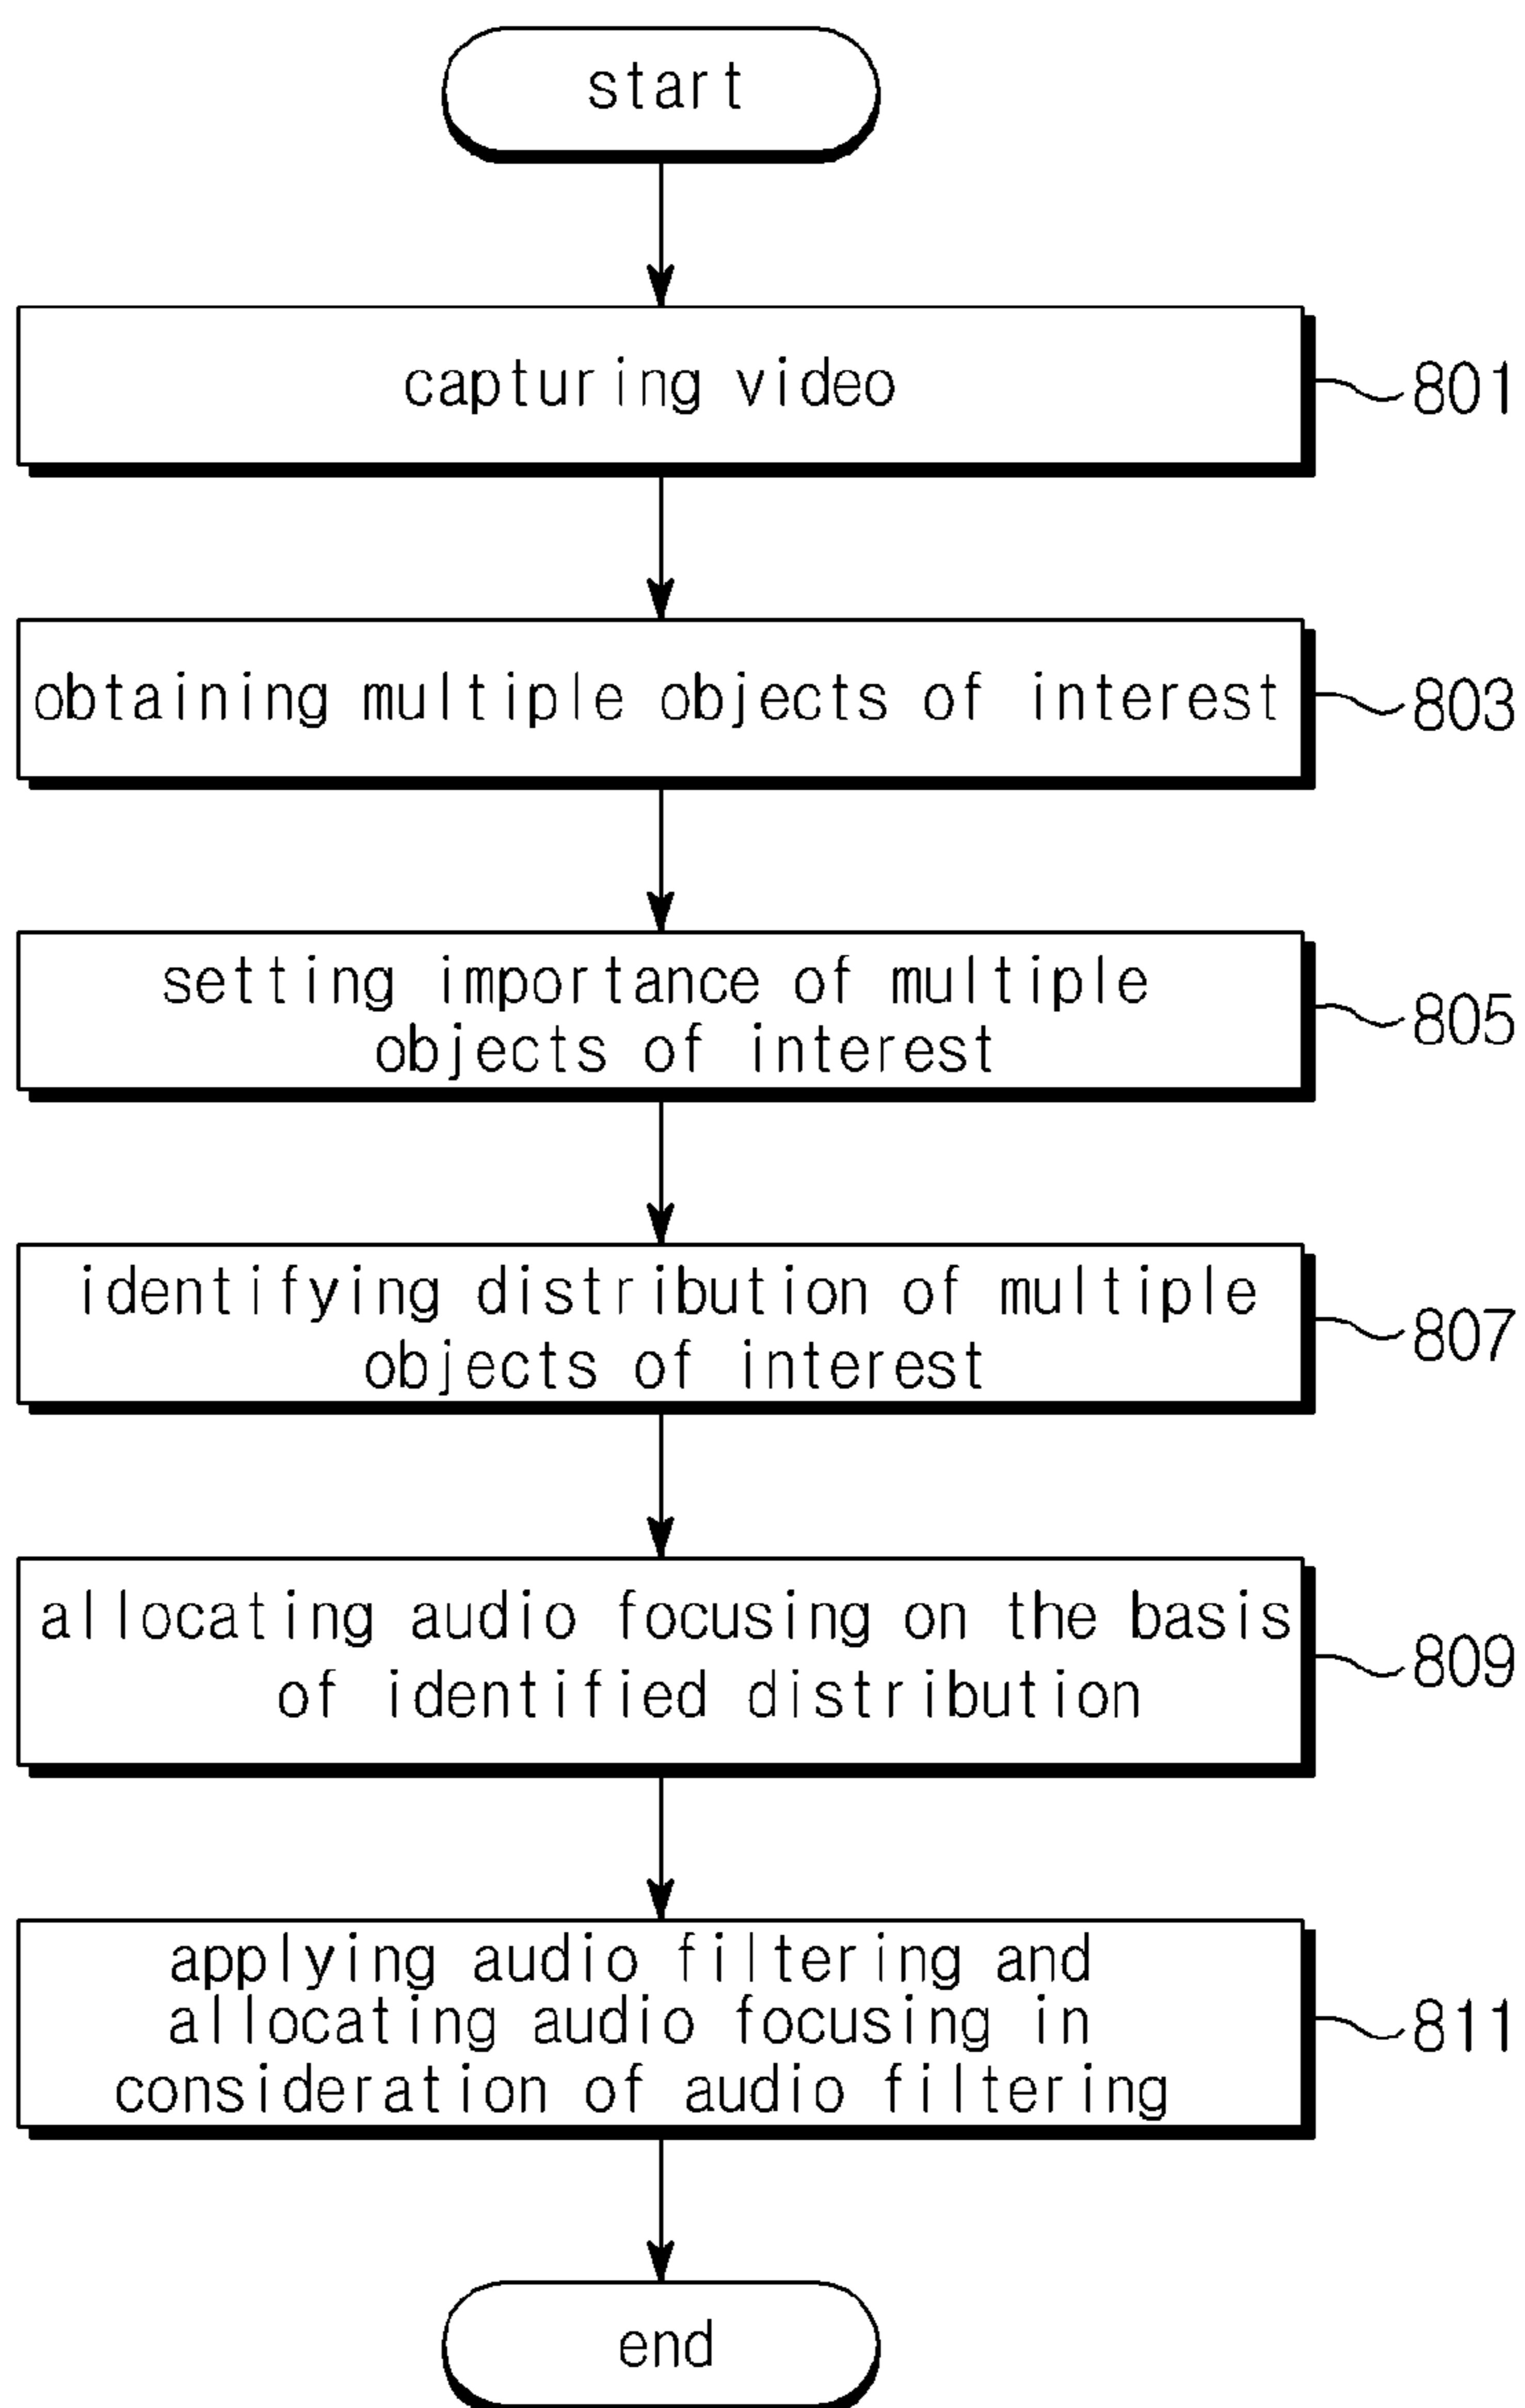 start
capturing video
801
obtaining multiple objects of interest
803
setting importance of multiple
objects of interest
805
identifying distribution of multiple
objects of interest
807
allocating audio focusing on the basis
of identified distribution
809
applying audio filtering and
allocating audio focusing in
consideration of audio filtering
811
end